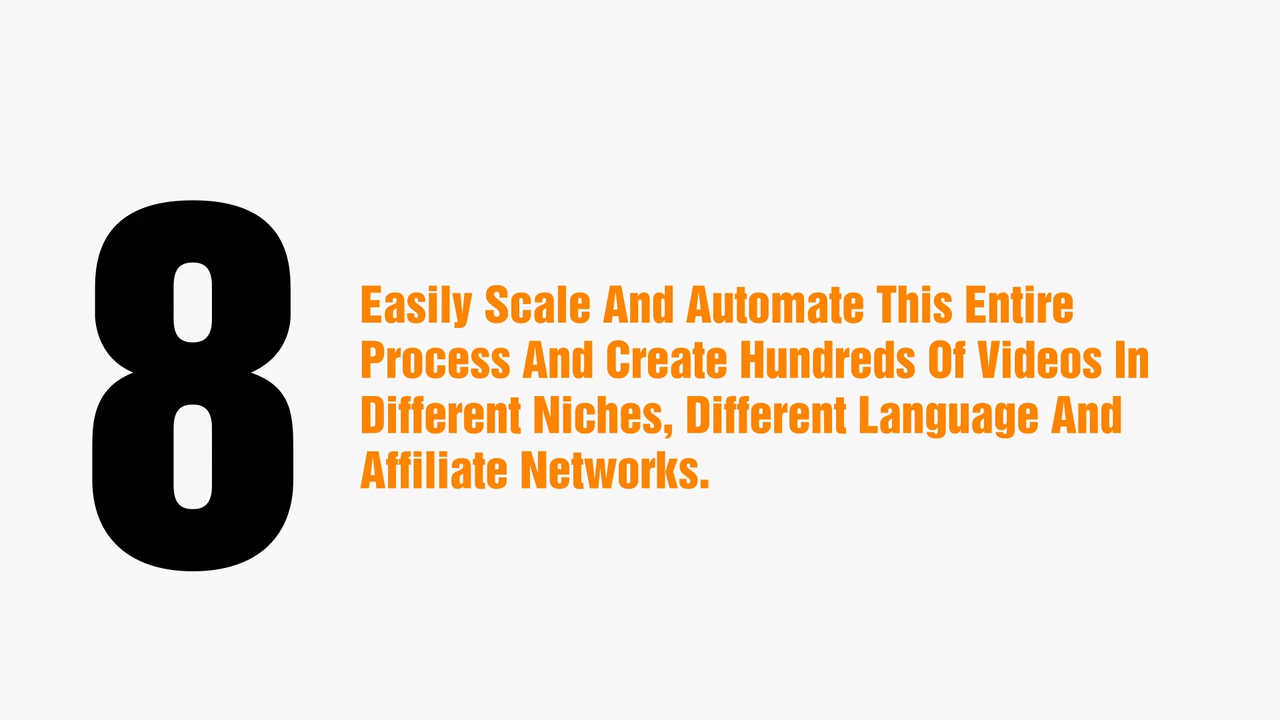 8
Easily Scale And Automate This Entire
Process And Create Hundreds Of Videos In
Different Niches, Different Language And
Affiliate Networks.